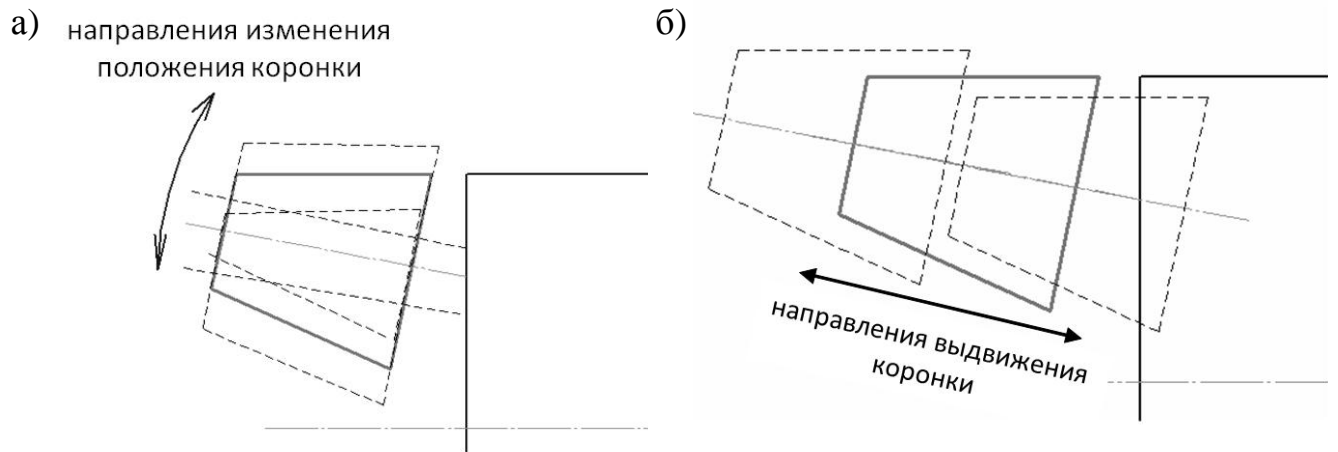 а)
направления изменения
положения коронки
б)
направления выдвижения
коронки